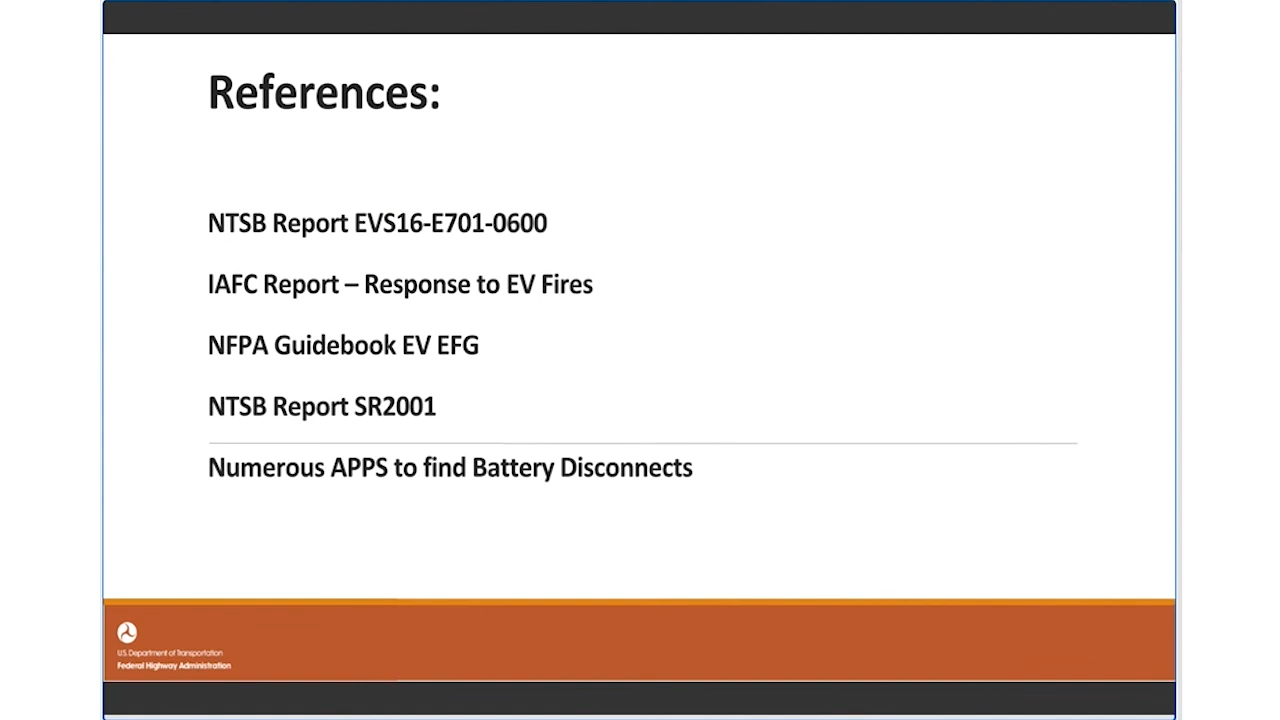 References:
NTSB Report EVS16-E701-0600
IAFC Report – Response to EV Fires
NFPA Guidebook EV EFG
NTSB Report SR2001
Numerous APPS to find Battery Disconnects
U.S. Department of Transportation
Federal Highway Administration